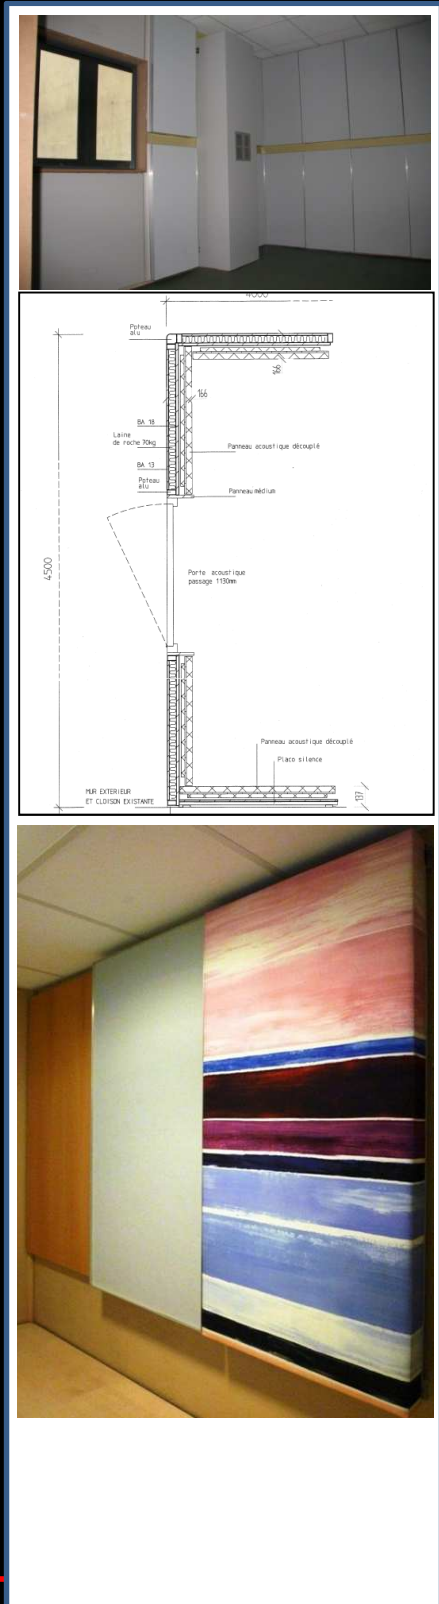 4000
Poteau
alu
166
166
BA 18
Laine
de roche 70kg
Panneau acoustique découplé
BA 13
Poteau
alu
Panneau médium
4500
Porte acoustique
passage 1130mm
Panneau acoustique découplé
Placo silence
MUR EXTERIEUR
ET CLOISON EXISTANTE
137